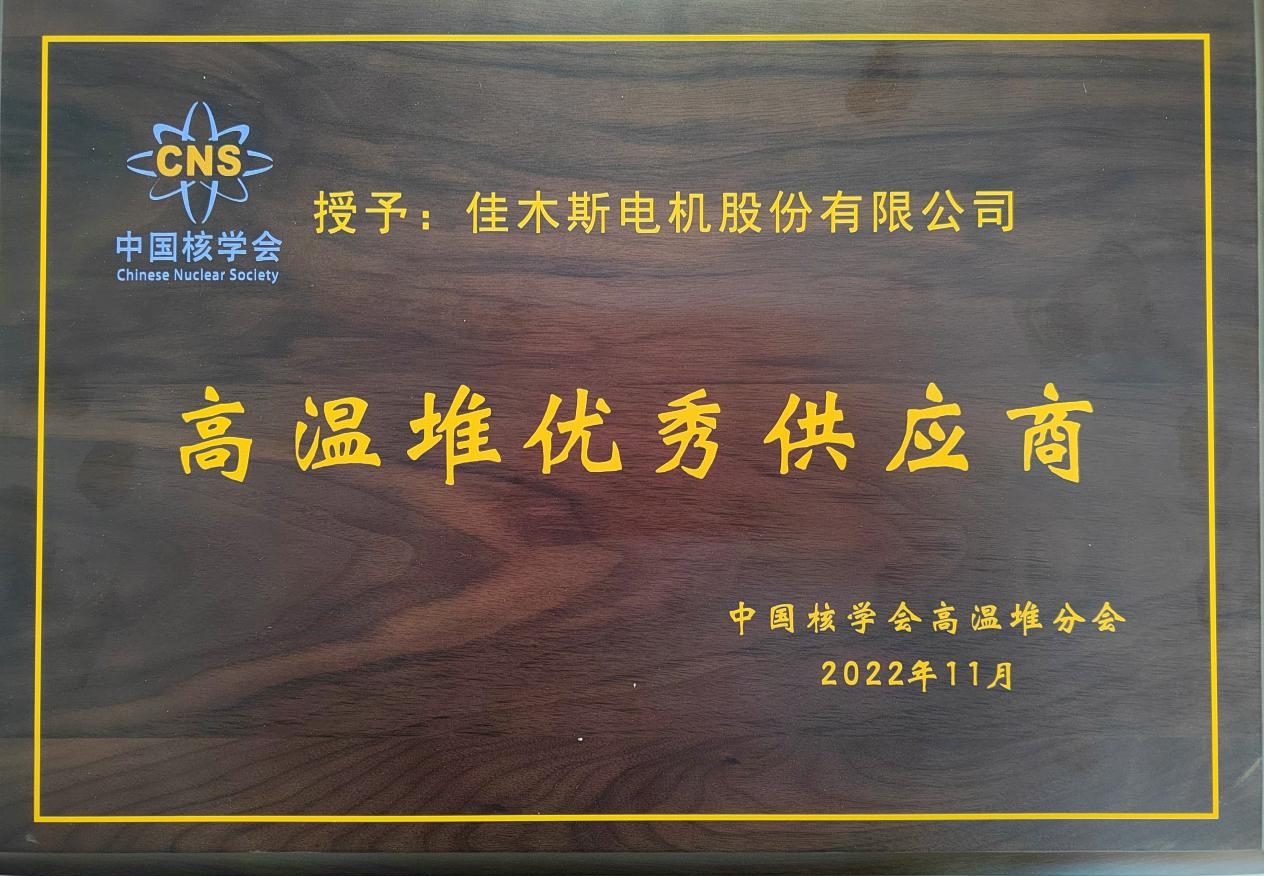 CNS
中国核学会
Chinese Nuclear Society
授予：佳木斯电机股份有限公司
高温堆优秀供应商
中国核学会高温堆分会
2022年11月